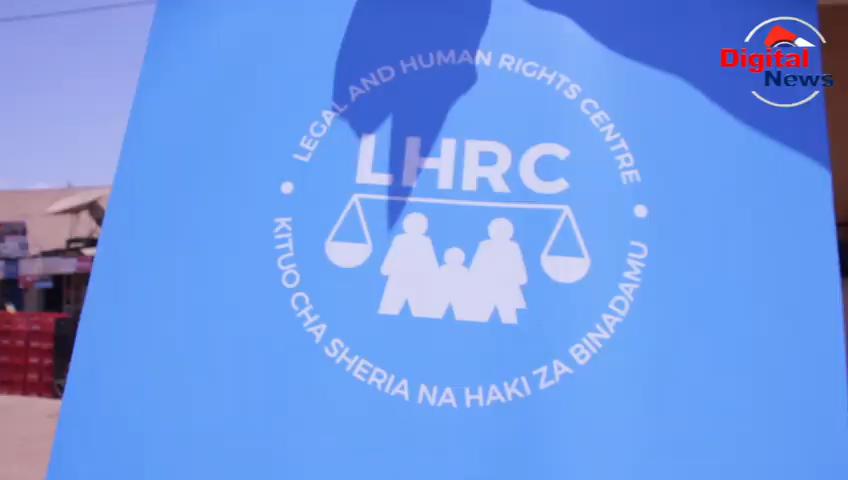 Digital
News
LEGAL AND HUMAN RIGHTS CENTRE
LHRC
KITUO CHA SHERIA NA HAKI ZA BINADAMU